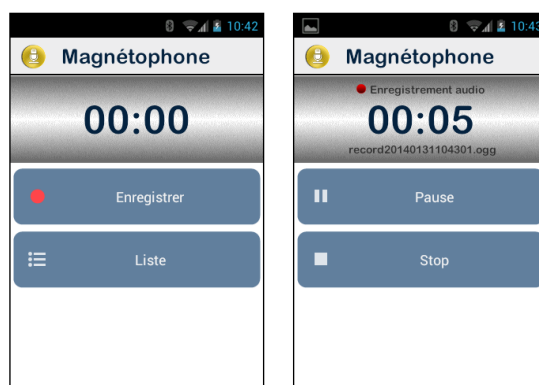 10:42
Magnétophone
00:00
Enregistrer
Liste
10:43
Magnétophone
Enregistrement audio
00:05
record20140131104301.ogg
Pause
Stop